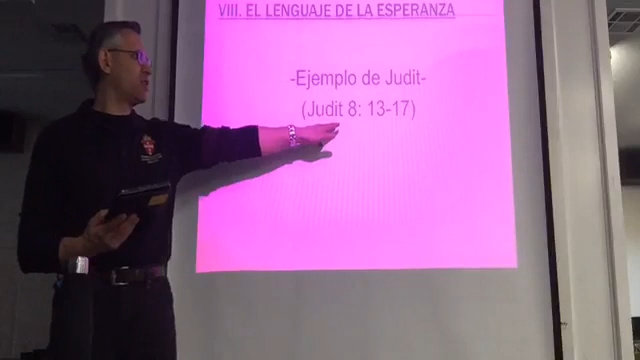 VIII. EL LENGUAJE DE LA ESPERANZA
-Ejemplo de Judit-
(Judit 8: 13-17)